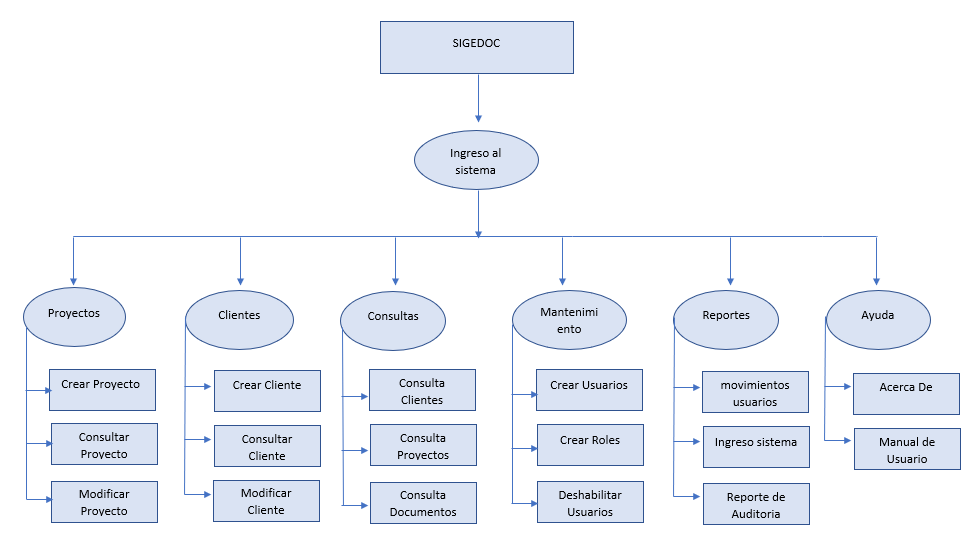 SIGEDOC
Ingreso al
sistema
Proyectos
Clientes
Consultas
Mantenimi
ento
Reportes
Ayuda
Crear Proyecto
Consultar
Proyecto
Modificar
Proyecto
Crear Cliente
Consultar
Cliente
Modificar
Cliente
Consulta
Clientes
Consulta
Proyectos
Consulta
Documentos
Crear Usuarios
Crear Roles
Deshabilitar
Usuarios
movimientos
usuarios
Ingreso sistema
Reporte de
Auditoria
Acerca De
Manual de
Usuario